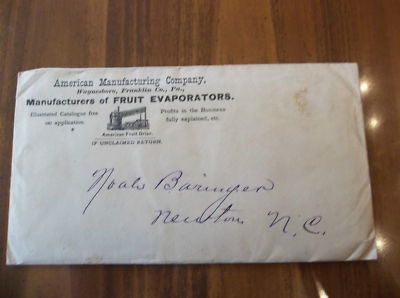 American Manufacturing Company,
Waynesboro, Franklin Co., Pa.,
Manufacturers of FRUIT EVAPORATORS.
Illustrated Catalogue free
on application.
Profits in the Business
fully explained, etc.
American Fruit Drier.
IF UNCLAIMED RETURN.
Noah Baringer
Newton N.C.